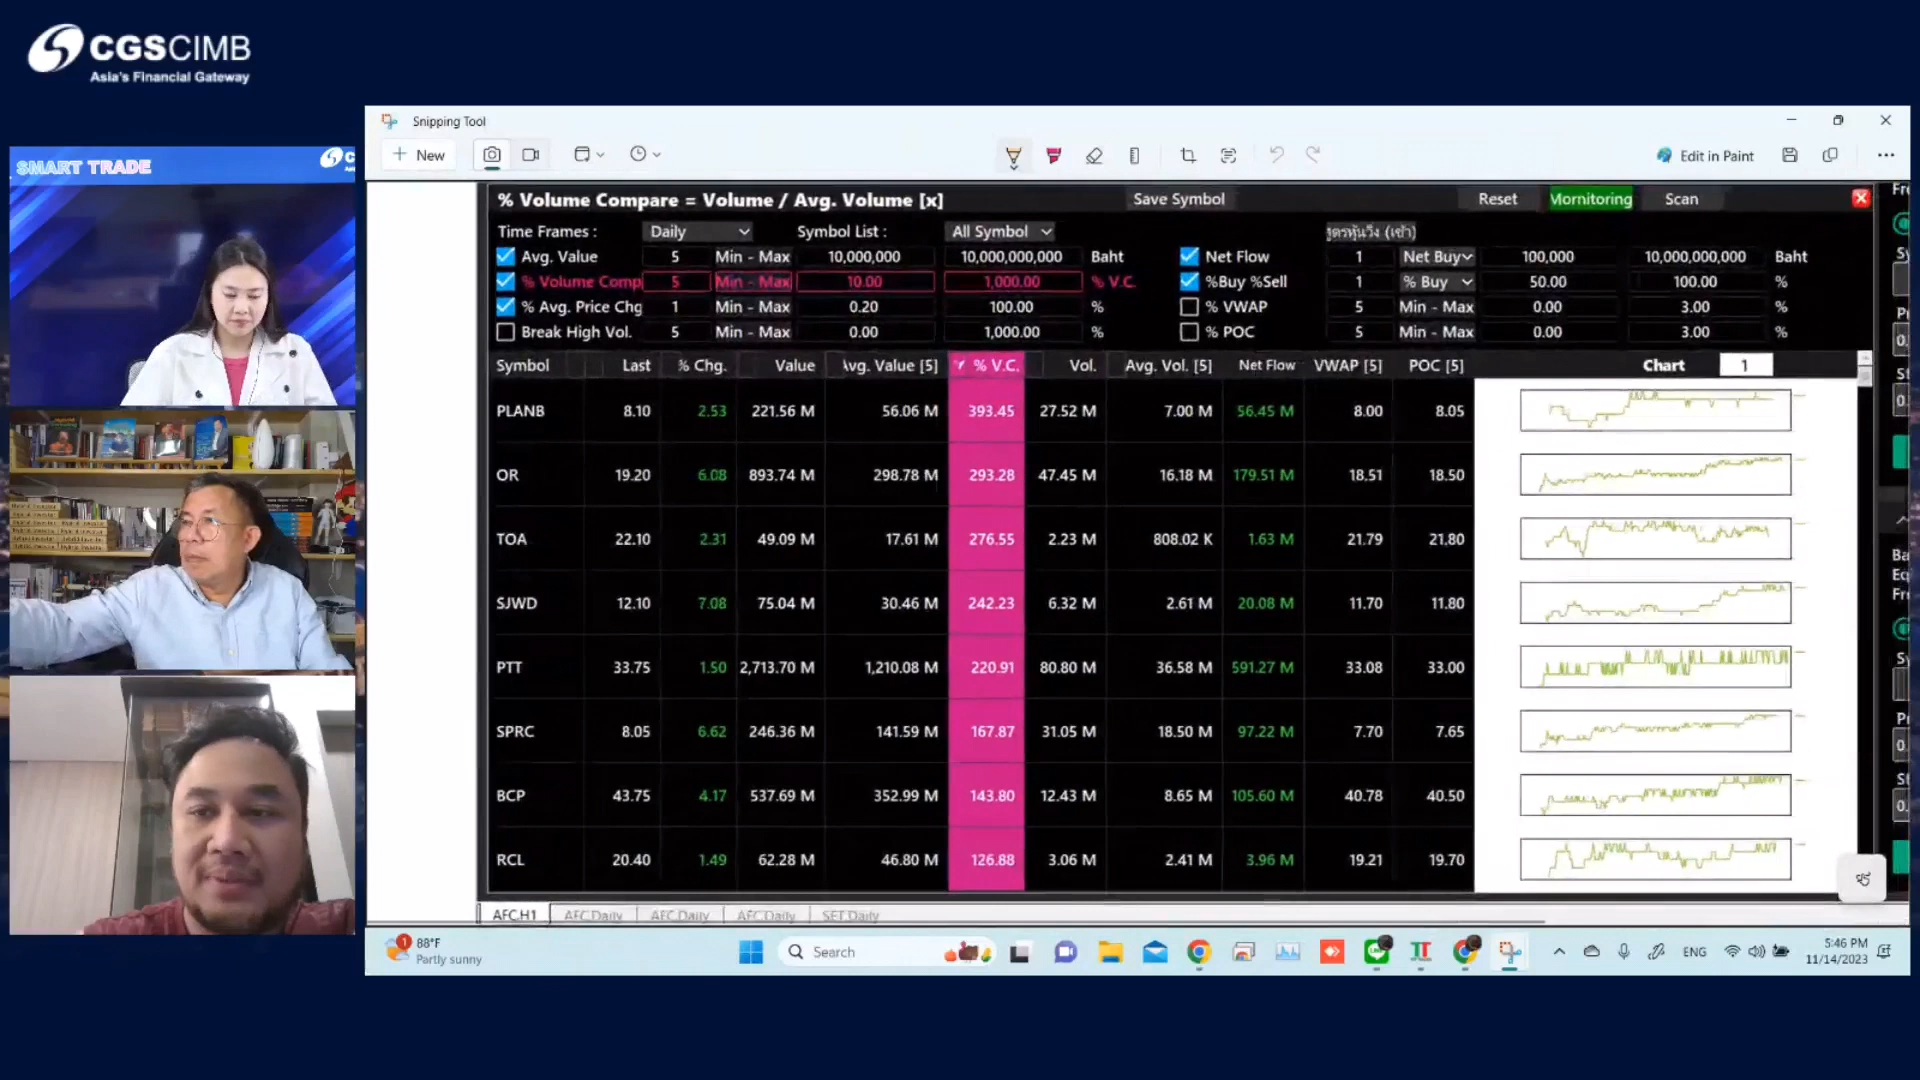 CGSCIMB
Asia's Financial Gateway
SMART TRADE
Snipping Tool
New
Edit in Paint
% Volume Compare = Volume / Avg. Volume [x]
Save Symbol
Reset
Mornitoring
Scan
Time Frames :
Daily
Symbol List :
All Symbol
สูตรหุ้นวิ่ง (เช้า)
Avg. Value 5 Min - Max 10,000,000 10,000,000,000 Baht
Net Flow 1 Net Buy 100,000 10,000,000,000 Baht
% Volume Comp 5 Min - Max 10.00 1,000.00 % V.C.
%Buy %Sell 1 % Buy 50.00 100.00 %
% Avg. Price Chg 1 Min - Max 0.20 100.00 %
% VWAP 5 Min - Max 0.00 3.00 %
Break High Vol. 5 Min - Max 0.00 1,000.00 %
% POC 5 Min - Max 0.00 3.00 %
Symbol Last % Chg. Value Avg. Value [5] % V.C. Vol. Avg. Vol. [5] Net Flow VWAP [5] POC [5] Chart 1
PLANB 8.10 2.53 221.56 M 56.06 M 393.45 27.52 M 7.00 M 56.45 M 8.00 8.05
OR 19.20 6.08 893.74 M 298.78 M 293.28 47.45 M 16.18 M 179.51 M 18.51 18.50
TOA 22.10 2.31 49.09 M 17.61 M 276.55 2.23 M 808.02 K 1.63 M 21.79 21.80
SJWD 12.10 7.08 75.04 M 30.46 M 242.23 6.32 M 2.61 M 20.08 M 11.70 11.80
PTT 33.75 1.50 2,713.70 M 1,210.08 M 220.91 80.80 M 36.58 M 591.27 M 33.08 33.00
SPRC 8.05 6.62 246.36 M 141.59 M 167.87 31.05 M 18.50 M 97.22 M 7.70 7.65
BCP 43.75 4.17 537.69 M 352.99 M 143.80 12.43 M 8.65 M 105.60 M 40.78 40.50
RCL 20.40 1.49 62.28 M 46.80 M 126.88 3.06 M 2.41 M 3.96 M 19.21 19.70
AFC.H1 AFC.Daily AFC.Daily AFC.Daily SET.Daily
1
88°F
Partly sunny
Search
ENG
5:46 PM
11/14/2023